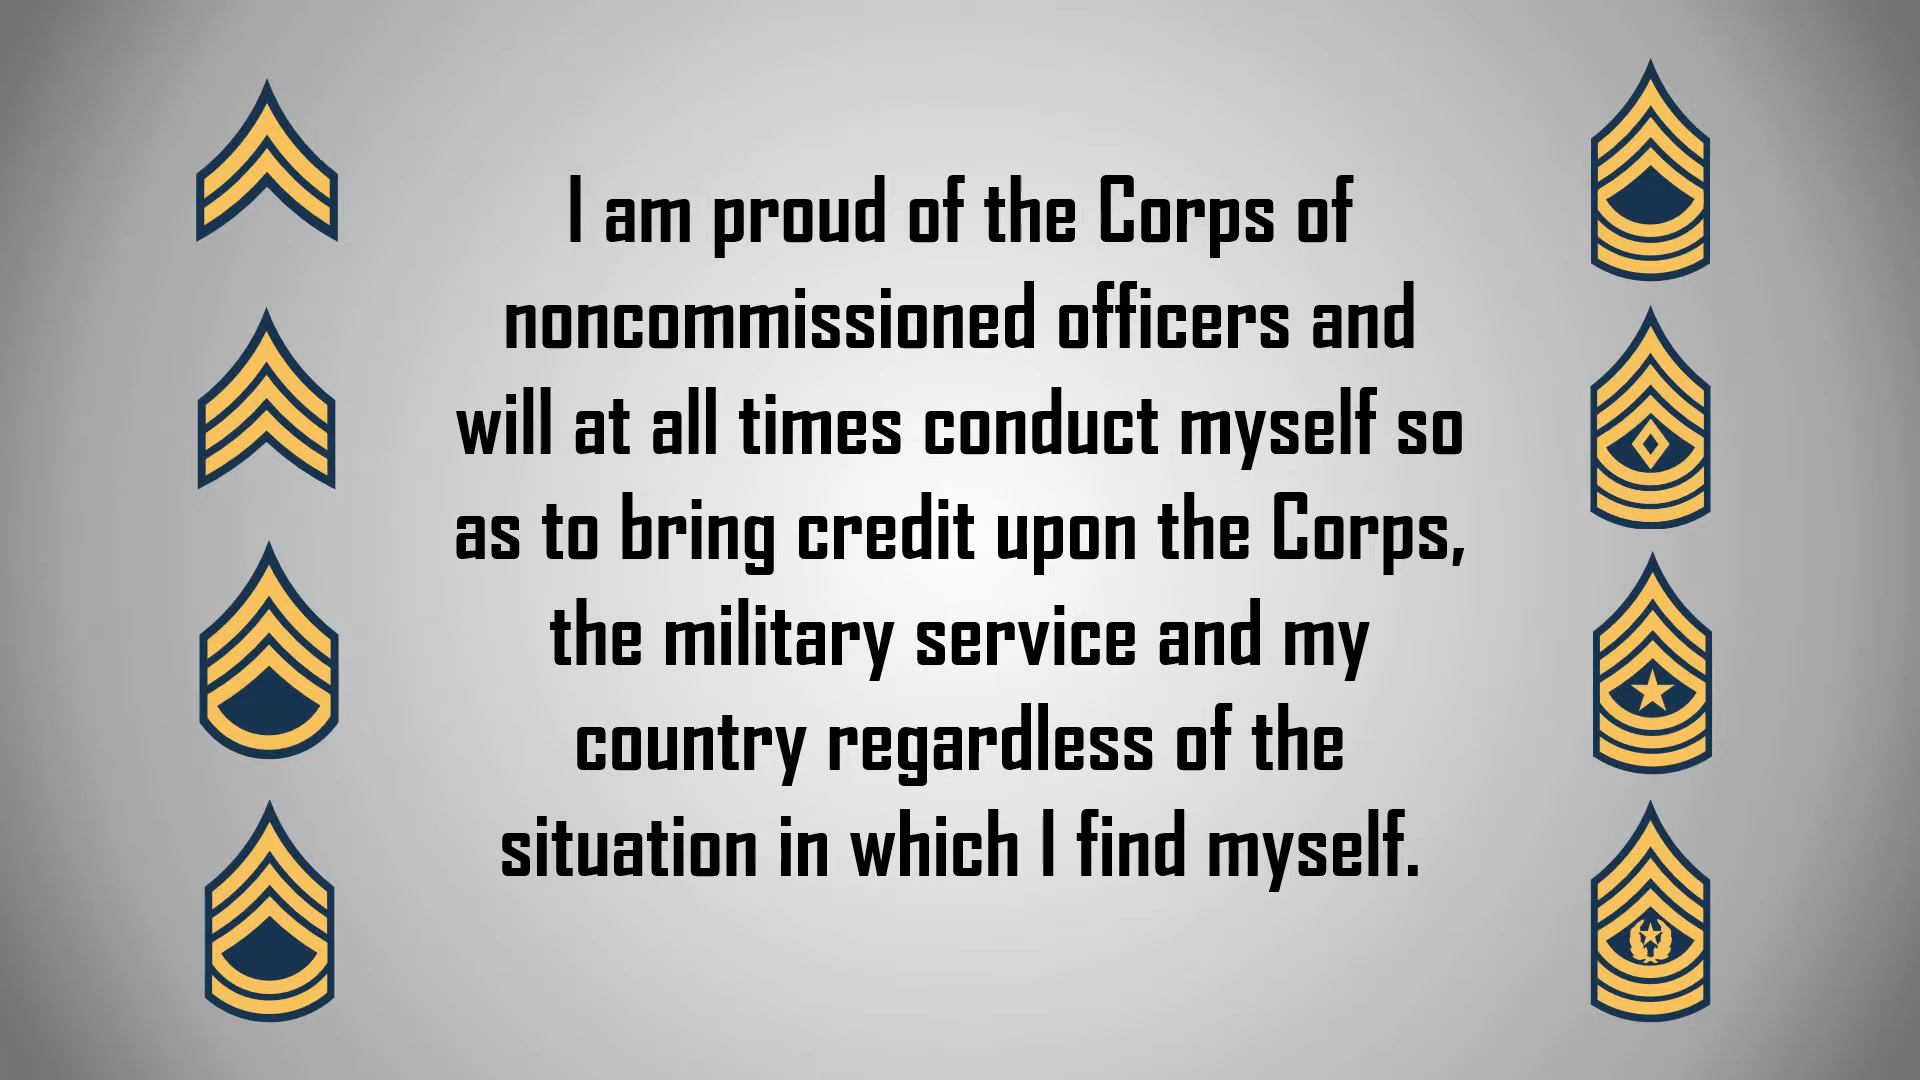 I am proud of the Corps of
noncommissioned officers and
will at all times conduct myself so
as to bring credit upon the Corps,
the military service and my
country regardless of the
situation in which I find myself.